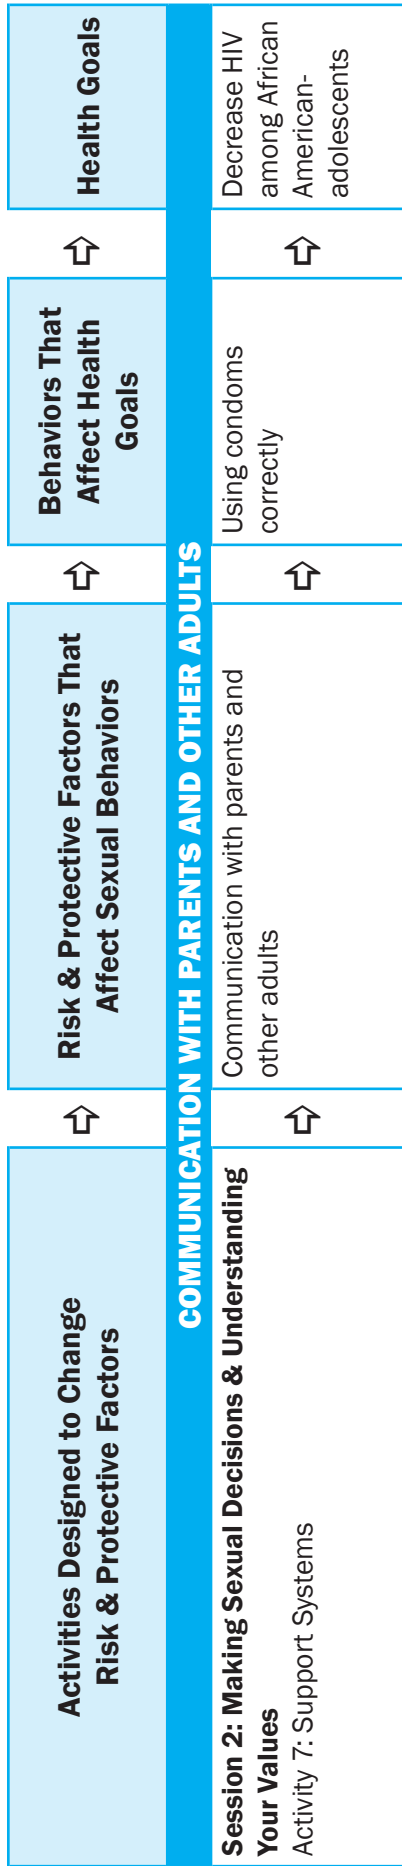 Activities Designed to Change
Risk & Protective Factors
Risk & Protective Factors That
Affect Sexual Behaviors
Behaviors That
Affect Health
Goals
Health Goals
COMMUNICATION WITH PARENTS AND OTHER ADULTS
Session 2: Making Sexual Decisions & Understanding
Your Values
Activity 7: Support Systems
Communication with parents and
other adults
Using condoms
correctly
Decrease HIV
among African
American-
adolescents